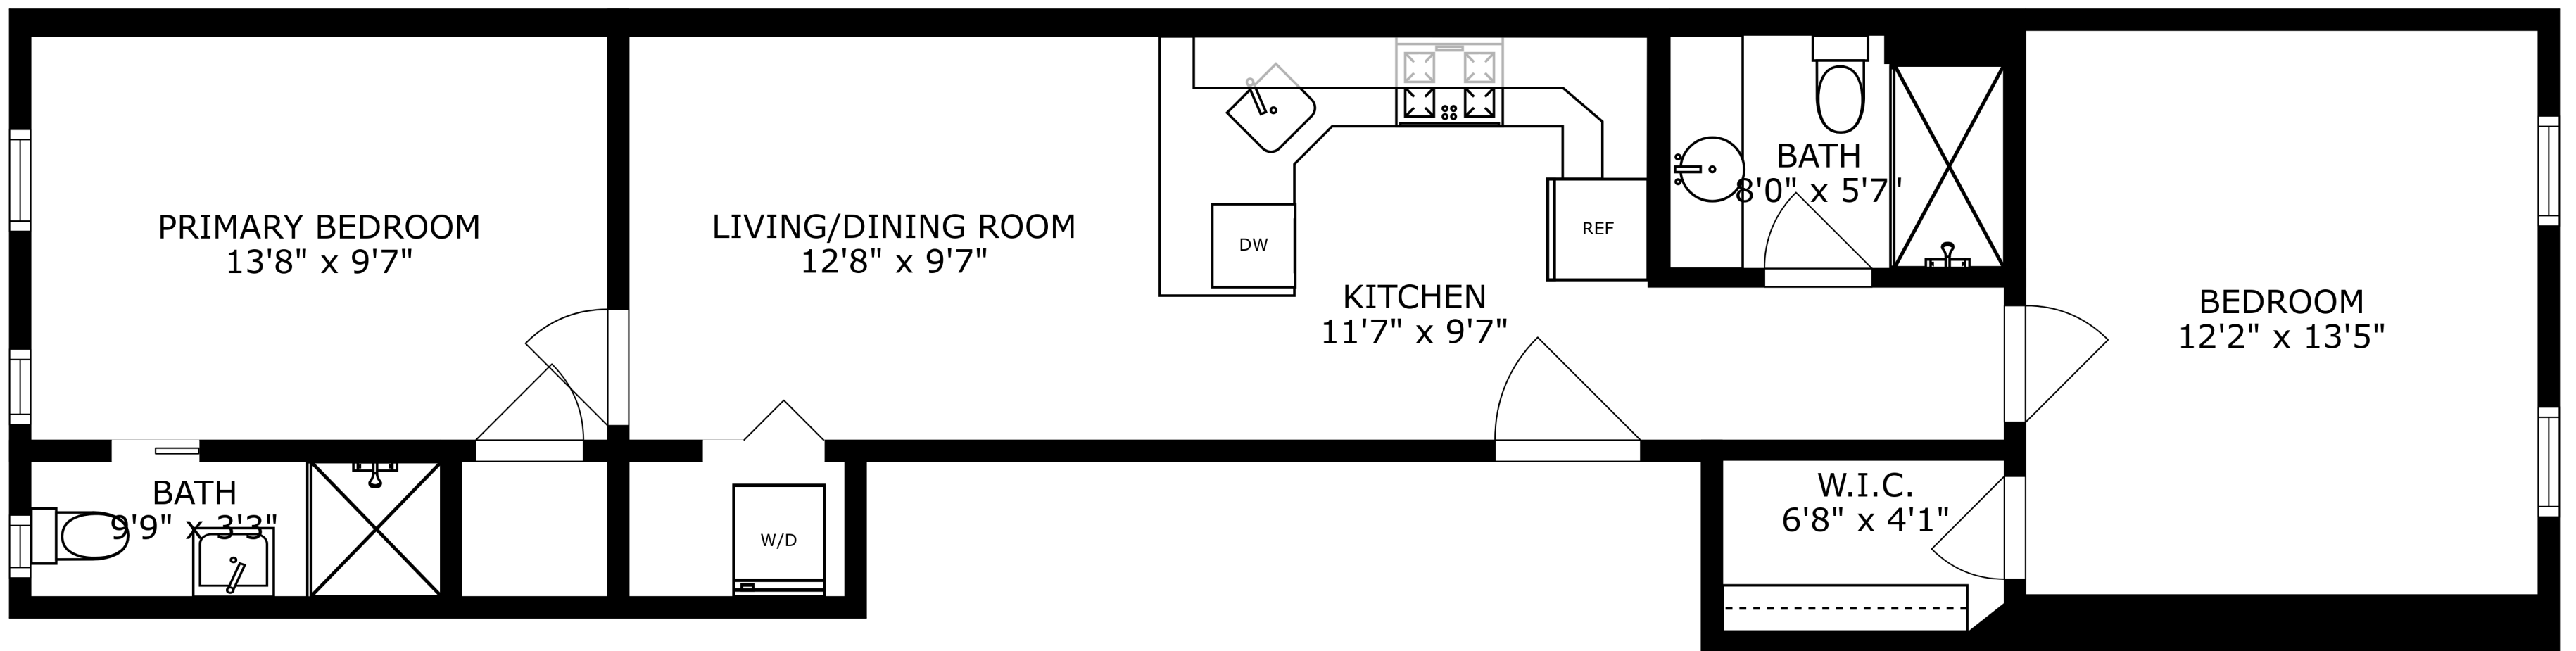 PRIMARY BEDROOM
13'8" x 9'7"
LIVING/DINING ROOM
12'8" x 9'7"
DW
KITCHEN
11'7" x 9'7"
REF
BATH
8'0" x 5'7"
BEDROOM
12'2" x 13'5"
BATH
9'9" x 3'3"
W/D
W.I.C.
6'8" x 4'1"